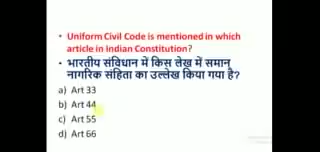 • Uniform Civil Code is mentioned in which
article in Indian Constitution?
• भारतीय संविधान में किस लेख में समान
नागरिक संहिता का उल्लेख किया गया है?
a) Art 33
b) Art 44
c) Art 55
d) Art 66